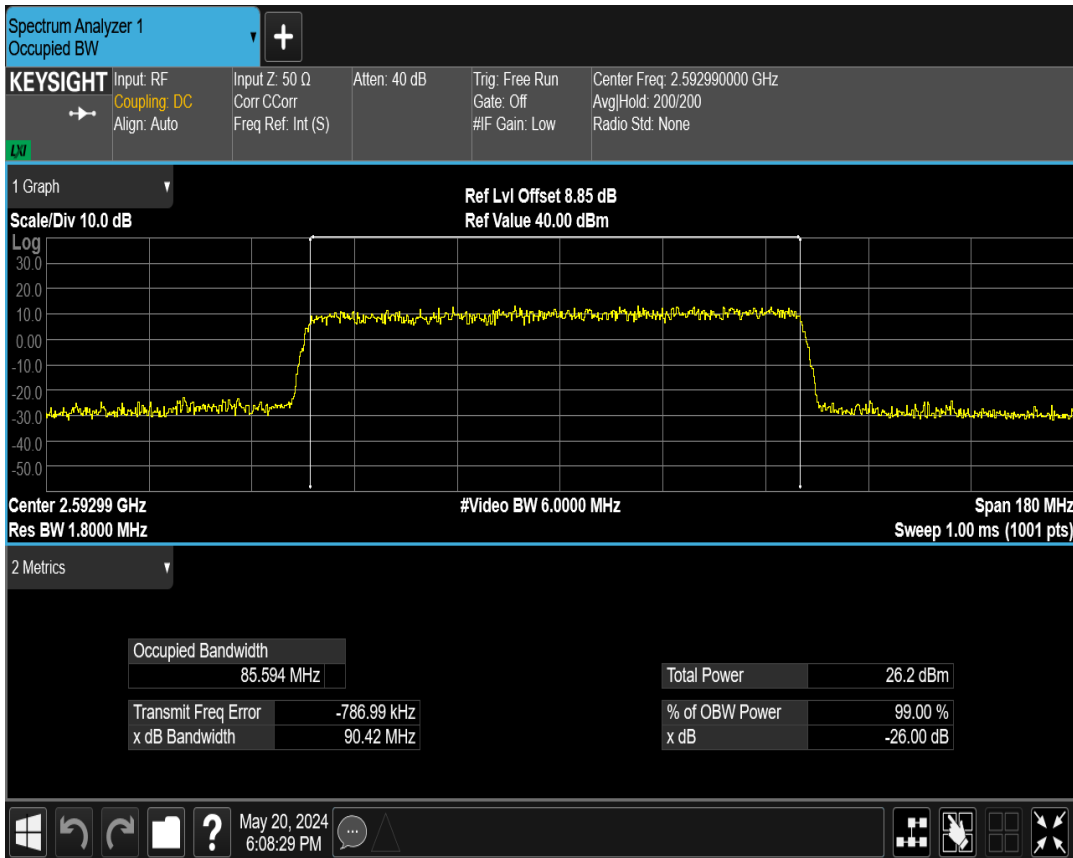 Spectrum Analyzer 1
Occupied BW
+
KEYSIGHT
LXI
Input: RF
Coupling: DC
Align: Auto
Input Z: 50 Ω
Corr CCorr
Freq Ref: Int (S)
Atten: 40 dB
Trig: Free Run
Gate: Off
#IF Gain: Low
Center Freq: 2.592990000 GHz
Avg|Hold: 200/200
Radio Std: None
1 Graph
Scale/Div 10.0 dB
Ref Lvl Offset 8.85 dB
Ref Value 40.00 dBm
Log
30.0
20.0
10.0
0.00
-10.0
-20.0
-30.0
-40.0
-50.0
Center 2.59299 GHz
#Video BW 6.0000 MHz
Span 180 MHz
Res BW 1.8000 MHz
Sweep 1.00 ms (1001 pts)
2 Metrics
Occupied Bandwidth
85.594 MHz
Total Power 26.2 dBm
Transmit Freq Error -786.99 kHz
% of OBW Power 99.00 %
x dB Bandwidth 90.42 MHz
x dB -26.00 dB
?
May 20, 2024
6:08:29 PM